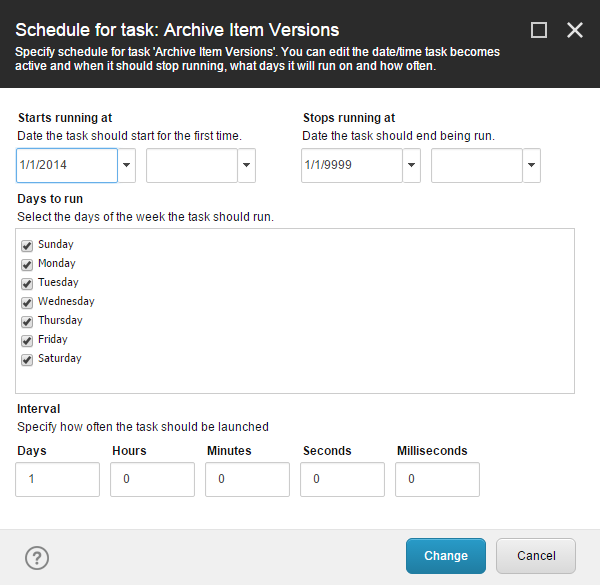 Schedule for task: Archive Item Versions
Specify schedule for task 'Archive Item Versions'. You can edit the date/time task becomes
active and when it should stop running, what days it will run on and how often.
Starts running at
Stops running at
Date the task should start for the first time.
Date the task should end being run.
1/1/2014
1/1/9999
Days to run
Select the days of the week the task should run.
Sunday
Monday
Tuesday
Wednesday
Thursday
Friday
Saturday
Interval
Specify how often the task should be launched
Days Hours Minutes Seconds Milliseconds
1 0 0 0 0
? Change Cancel